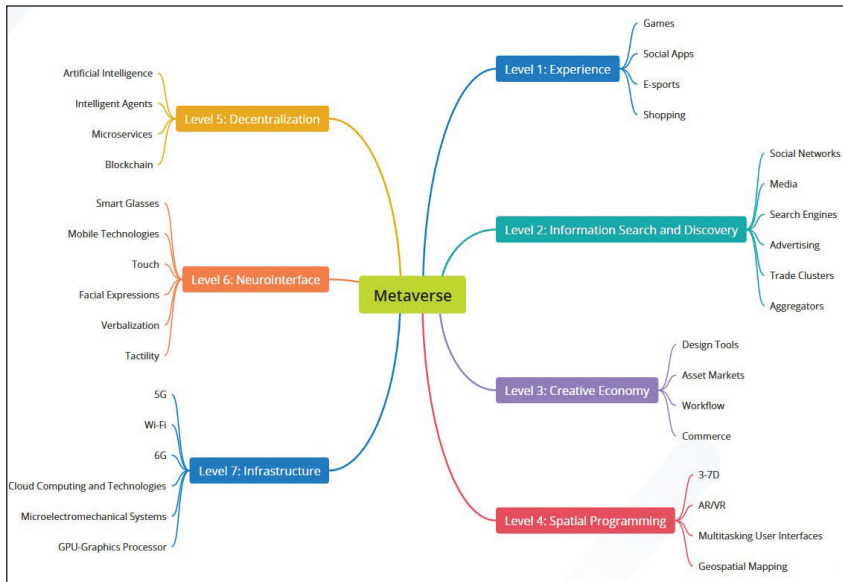 Metaverse
Level 1: Experience
Games
Social Apps
E-sports
Shopping
Level 2: Information Search and Discovery
Social Networks
Media
Search Engines
Advertising
Trade Clusters
Aggregators
Level 3: Creative Economy
Design Tools
Asset Markets
Workflow
Commerce
Level 4: Spatial Programming
3-7D
AR/VR
Multitasking User Interfaces
Geospatial Mapping
Level 5: Decentralization
Artificial Intelligence
Intelligent Agents
Microservices
Blockchain
Level 6: NeuroInterface
Smart Glasses
Mobile Technologies
Touch
Facial Expressions
Verbalization
Tactility
Level 7: Infrastructure
5G
Wi-Fi
6G
Cloud Computing and Technologies
Microelectromechanical Systems
GPU-Graphics Processor